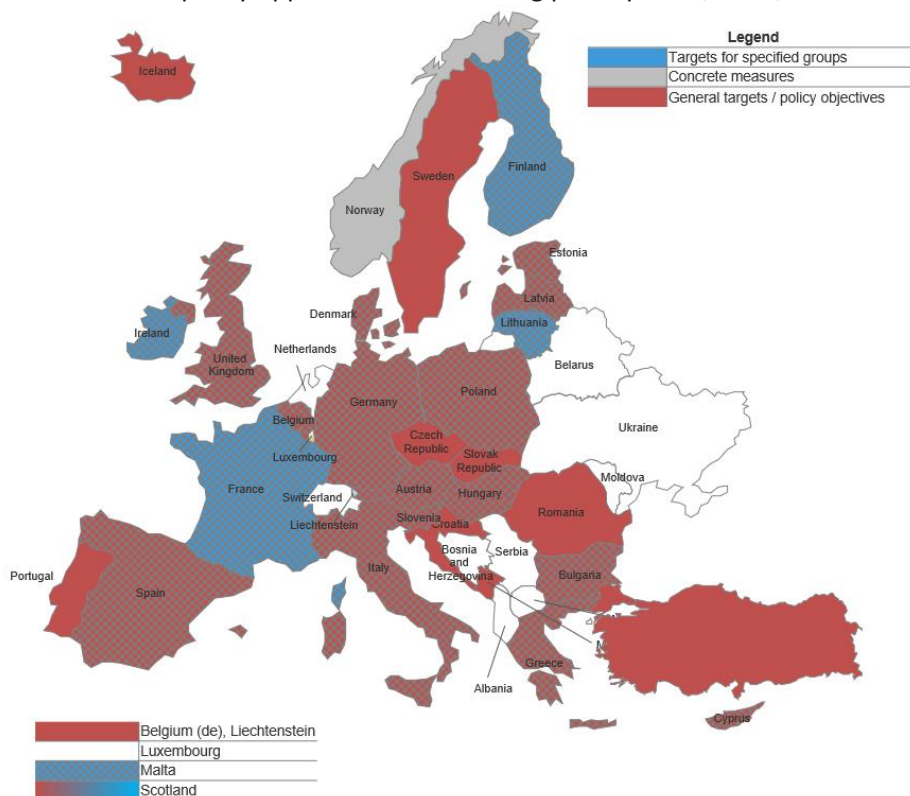 Legend
Targets for specified groups
Concrete measures
General targets / policy objectives
Iceland
Finland
Sweden
Norway
Estonia
Latvia
Denmark
Lithuania
Ireland
Netherlands
United
Kingdom
Belarus
Poland
Germany
Belgium
Ukraine
Czech
Republic
Luxembourg
Slovak
Republic
Moldova
France
Switzerland
Austria
Hungary
Liechtenstein
Slovenia
Croatia
Romania
Bosnia
and
Herzegovina
Serbia
Italy
Portugal
Spain
Bulgaria
Albania
Greece
Cyprus
Belgium (de), Liechtenstein
Luxembourg
Malta
Scotland